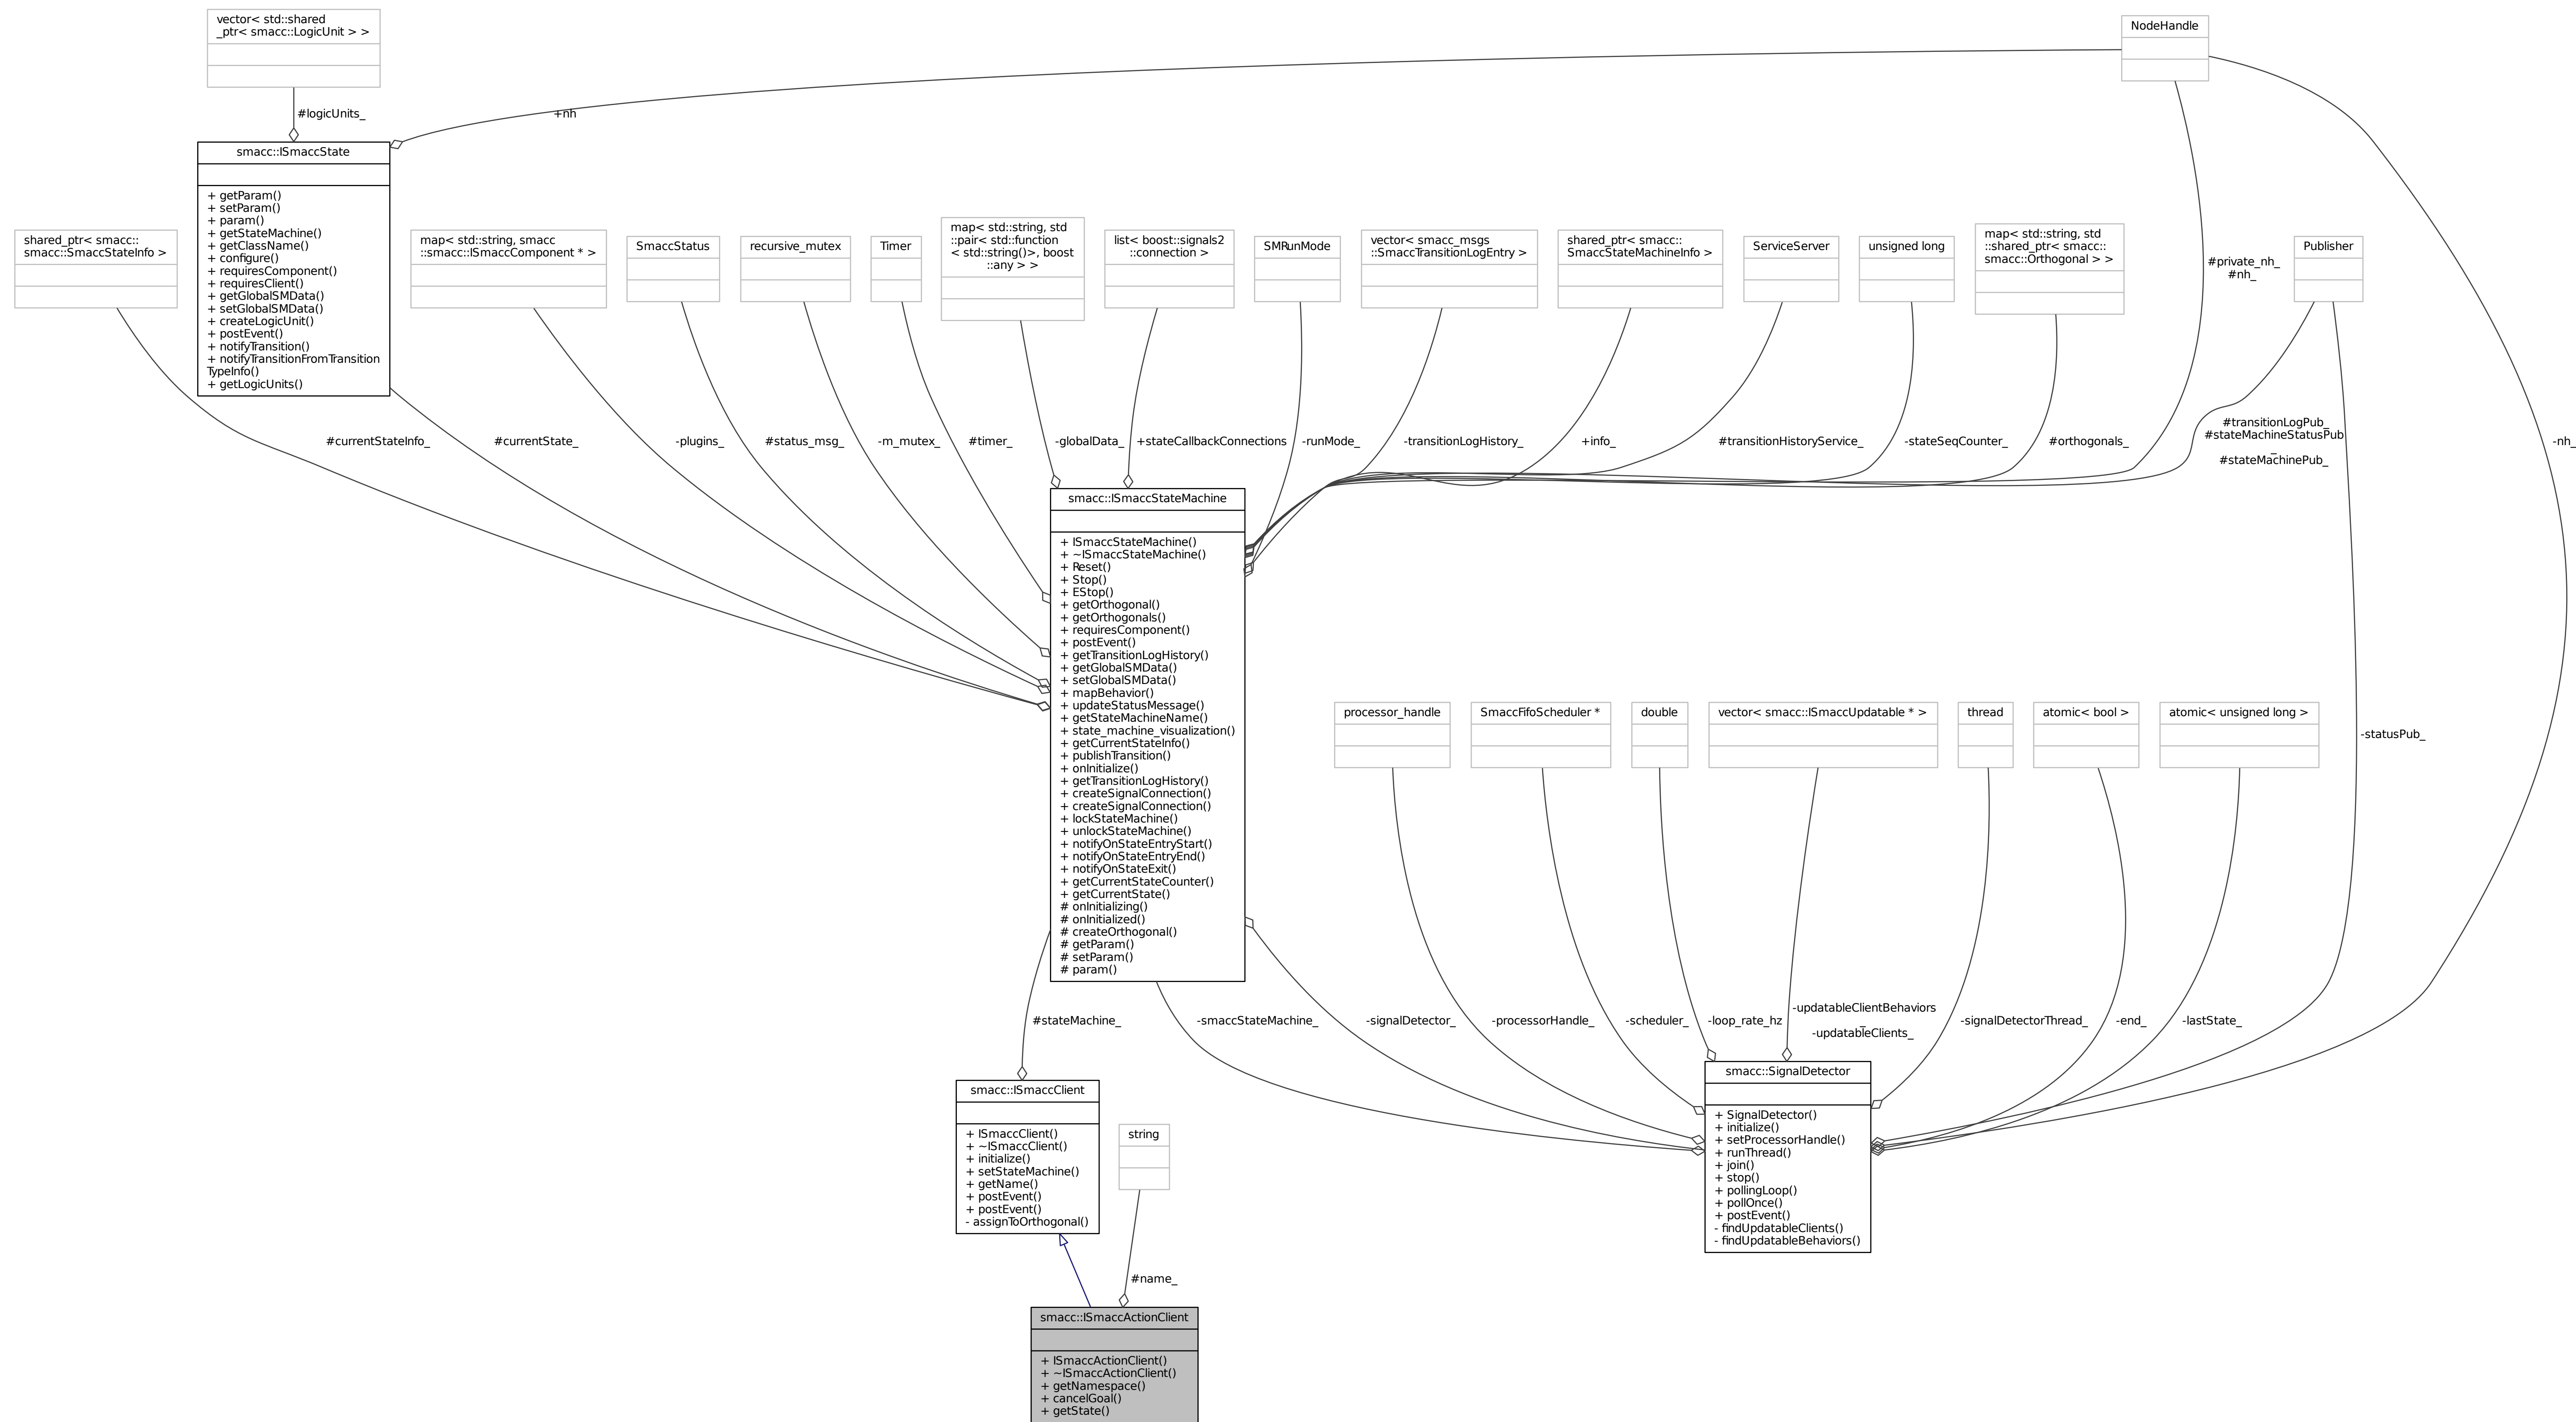 vector< std::shared
_ptr< smacc::LogicUnit > >
NodeHandle
#logicUnits_
+nh
smacc::ISmaccState
+ getParam()
+ setParam()
+ param()
+ getStateMachine()
+ getClassName()
+ configure()
+ requiresComponent()
+ requiresClient()
+ getGlobalSMData()
+ setGlobalSMData()
+ createLogicUnit()
+ postEvent()
+ notifyTransition()
+ notifyTransitionFromTransition
TypeInfo()
+ getLogicUnits()
shared_ptr< smacc::
smacc::SmaccStateInfo >
map< std::string, smacc
::smacc::ISmaccComponent * >
SmaccStatus
recursive_mutex
Timer
map< std::string, std
::pair< std::function
< std::string()>, boost
::any > >
list< boost::signals2
::connection >
SMRunMode
vector< smacc_msgs
::SmaccTransitionLogEntry >
shared_ptr< smacc::
SmaccStateMachineInfo >
ServiceServer
unsigned long
map< std::string, std
::shared_ptr< smacc::
smacc::Orthogonal > >
#private_nh_
#nh_
Publisher
#currentStateInfo_
#currentState_
-plugins_
#status_msg_
-m_mutex_
#timer_
-globalData_
+stateCallbackConnections
-runMode_
-transitionLogHistory_
+info_
#transitionHistoryService_
-stateSeqCounter_
#orthogonals_
#transitionLogPub_
#stateMachineStatusPub
_
#stateMachinePub_
-nh_
smacc::ISmaccStateMachine
+ ISmaccStateMachine()
+ ~ISmaccStateMachine()
+ Reset()
+ Stop()
+ EStop()
+ getOrthogonal()
+ getOrthogonals()
+ requiresComponent()
+ postEvent()
+ getTransitionLogHistory()
+ getGlobalSMData()
+ setGlobalSMData()
+ mapBehavior()
+ updateStatusMessage()
+ getStateMachineName()
+ state_machine_visualization()
+ getCurrentStateInfo()
+ publishTransition()
+ onInitialize()
+ getTransitionLogHistory()
+ createSignalConnection()
+ createSignalConnection()
+ lockStateMachine()
+ unlockStateMachine()
+ notifyOnStateEntryStart()
+ notifyOnStateEntryEnd()
+ notifyOnStateExit()
+ getCurrentStateCounter()
+ getCurrentState()
# onInitializing()
# onInitialized()
# createOrthogonal()
# getParam()
# setParam()
# param()
processor_handle
SmaccFifoScheduler *
double
vector< smacc::ISmaccUpdatable * >
thread
atomic< bool >
atomic< unsigned long >
-statusPub_
#stateMachine_
-smaccStateMachine_
-signalDetector_
-processorHandle_
-scheduler_
-loop_rate_hz
-updatableClientBehaviors
_
-updatableClients_
-signalDetectorThread_
-end_
-lastState_
smacc::ISmaccClient
+ ISmaccClient()
+ ~ISmaccClient()
+ initialize()
+ setStateMachine()
+ getName()
+ postEvent()
+ postEvent()
- assignToOrthogonal()
string
smacc::SignalDetector
+ SignalDetector()
+ initialize()
+ setProcessorHandle()
+ runThread()
+ join()
+ stop()
+ pollingLoop()
+ pollOnce()
+ postEvent()
- findUpdatableClients()
- findUpdatableBehaviors()
#name_
smacc::ISmaccActionClient
+ ISmaccActionClient()
+ ~ISmaccActionClient()
+ getNamespace()
+ cancelGoal()
+ getState()